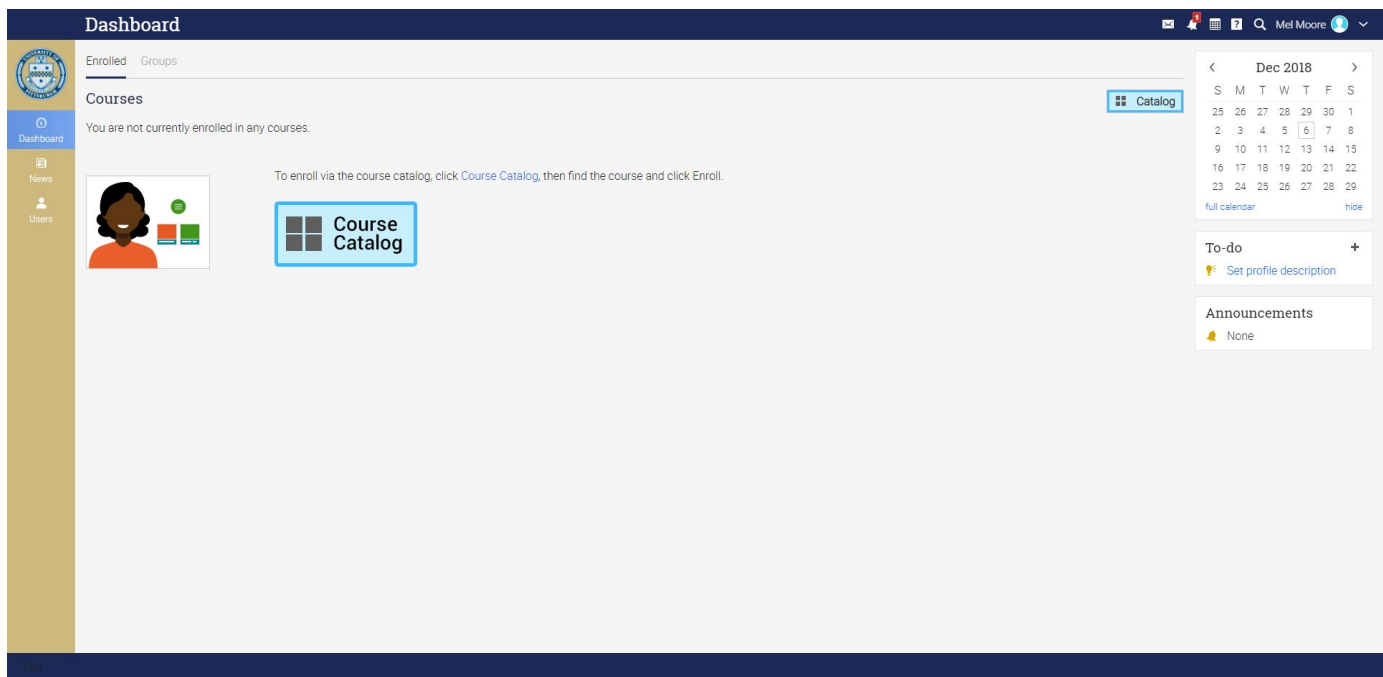 Dashboard
1
?
Mel Moore
UNIVERSITY OF
PITTSBURGH
Dashboard
News
Users
Enrolled Groups
Courses
Catalog
You are not currently enrolled in any courses.
To enroll via the course catalog, click Course Catalog, then find the course and click Enroll.
Course
Catalog
< Dec 2018 >
S M T W T F S
25 26 27 28 29 30 1
2 3 4 5 6 7 8
9 10 11 12 13 14 15
16 17 18 19 20 21 22
23 24 25 26 27 28 29
full calendar hide
To-do +
Set profile description
Announcements
None